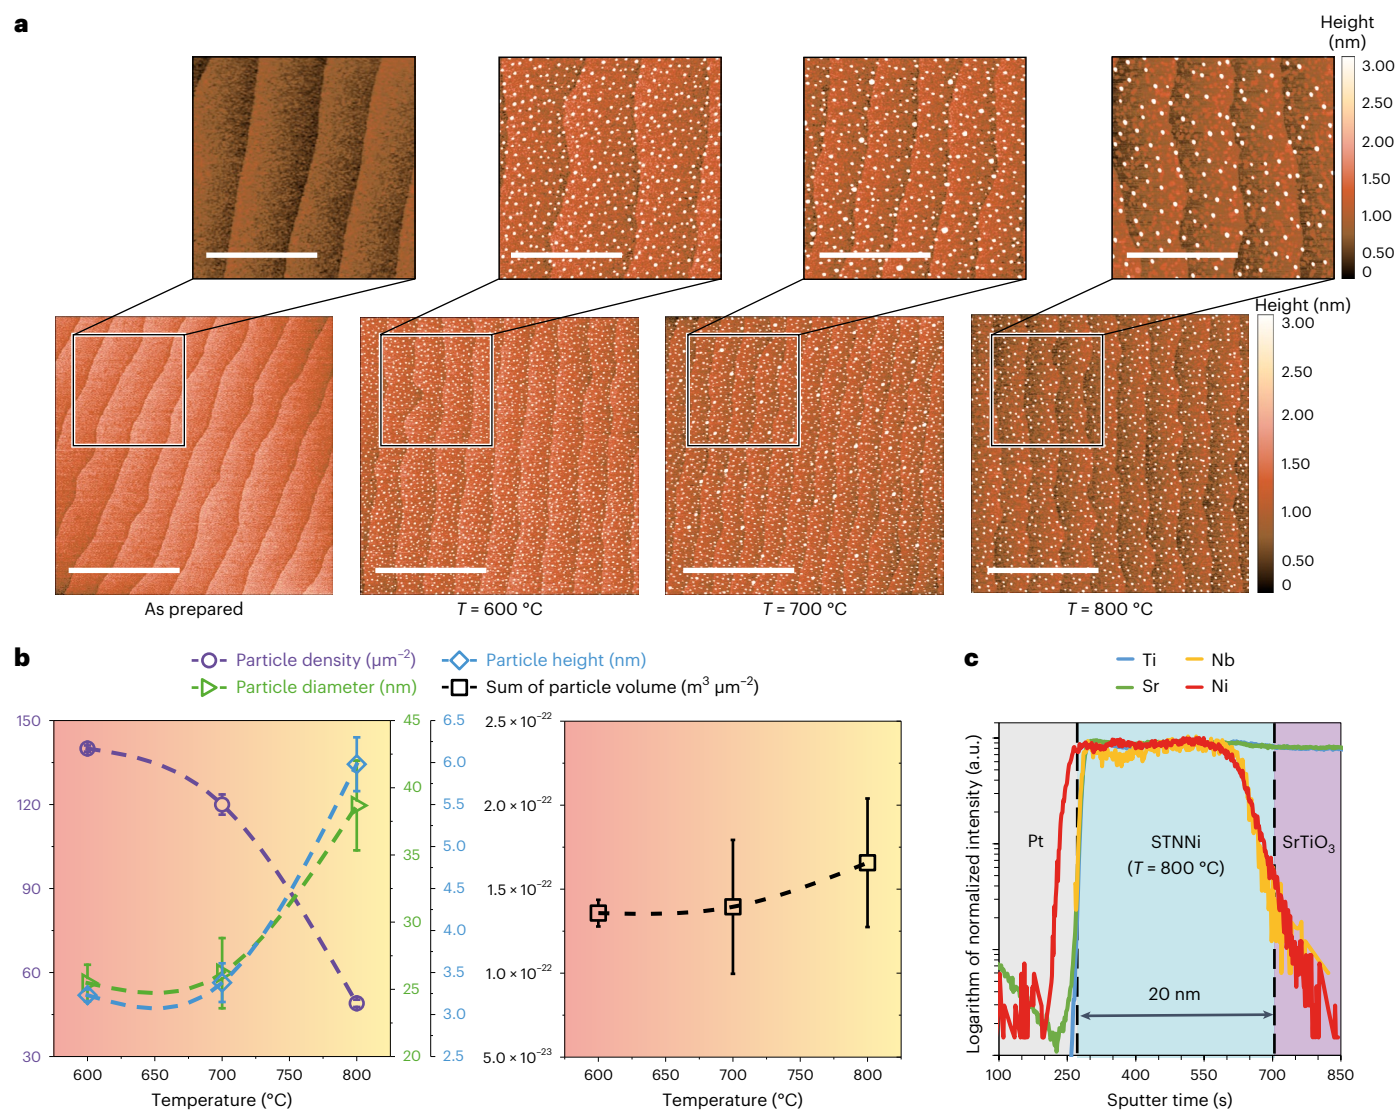 a
Height
(nm)
3.00
2.50
2.00
1.50
1.00
0.50
0
Height (nm)
3.00
2.50
2.00
1.50
1.00
0.50
0
As prepared
T = 600 °C
T = 700 °C
T = 800 °C
b
Particle density (µm⁻²)
Particle height (nm)
Particle diameter (nm)
Sum of particle volume (m³ µm⁻²)
150
120
90
60
30
45
40
35
30
25
20
6.5
6.0
5.5
5.0
4.5
4.0
3.5
3.0
2.5
600
650
700
750
800
Temperature (°C)
2.5 × 10⁻²²
2.0 × 10⁻²²
1.5 × 10⁻²²
1.0 × 10⁻²²
5.0 × 10⁻²³
600
650
700
750
800
Temperature (°C)
c
Ti
Nb
Sr
Ni
Logarithm of normalized intensity (a.u.)
Pt
STNNi
(T = 800 °C)
SrTiO₃
20 nm
100
250
400
550
700
850
Sputter time (s)